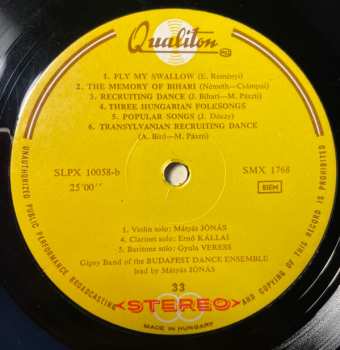 Qualiton
1. FLY MY SWALLOW (E. Reményi)
2. THE MEMORY OF BIHARI (Németh—Csámpai)
3. RECRUITING DANCE (J. Bihari—M. Pászti)
4. THREE HUNGARIAN FOLKSONGS
5. POPULAR SONGS (J. Dóczy)
6. TRANSYLVANIAN RECRUITING DANCE
(A. Bíró—M. Pászti)
SLPX 10058-b
SMX 1768
25'00''
BIEM
1. Violin solo: Mátyás JÓNÁS
4. Clarinet solo: Ernő KÁLLAI
5. Baritone solo: Gyula VERESS
Gipsy Band of the BUDAPEST DANCE ENSEMBLE
lead by Mátyás JÓNÁS
33
STEREO
MADE IN HUNGARY
UNAUTHORIZED PUBLIC PERFORMANCE BROADCASTING AND COPYING OF THIS RECORD IS PROHIBITED